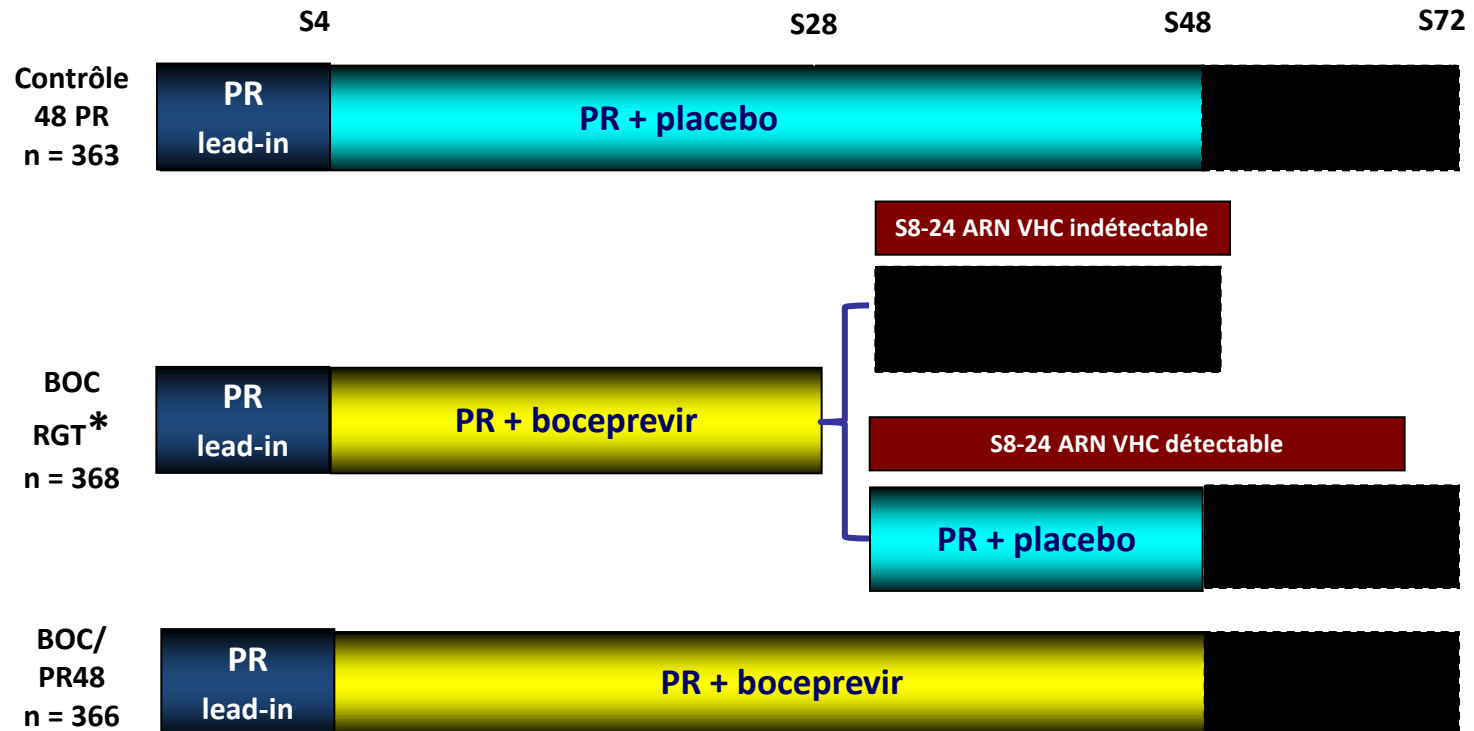 S4 S28 S48 S72
Contrôle
48 PR
n = 363
PR
lead-in
PR + placebo
S8-24 ARN VHC indétectable
BOC
RGT*
n = 368
PR
lead-in
PR + boceprevir
S8-24 ARN VHC détectable
PR + placebo
BOC/
PR48
n = 366
PR
lead-in
PR + boceprevir